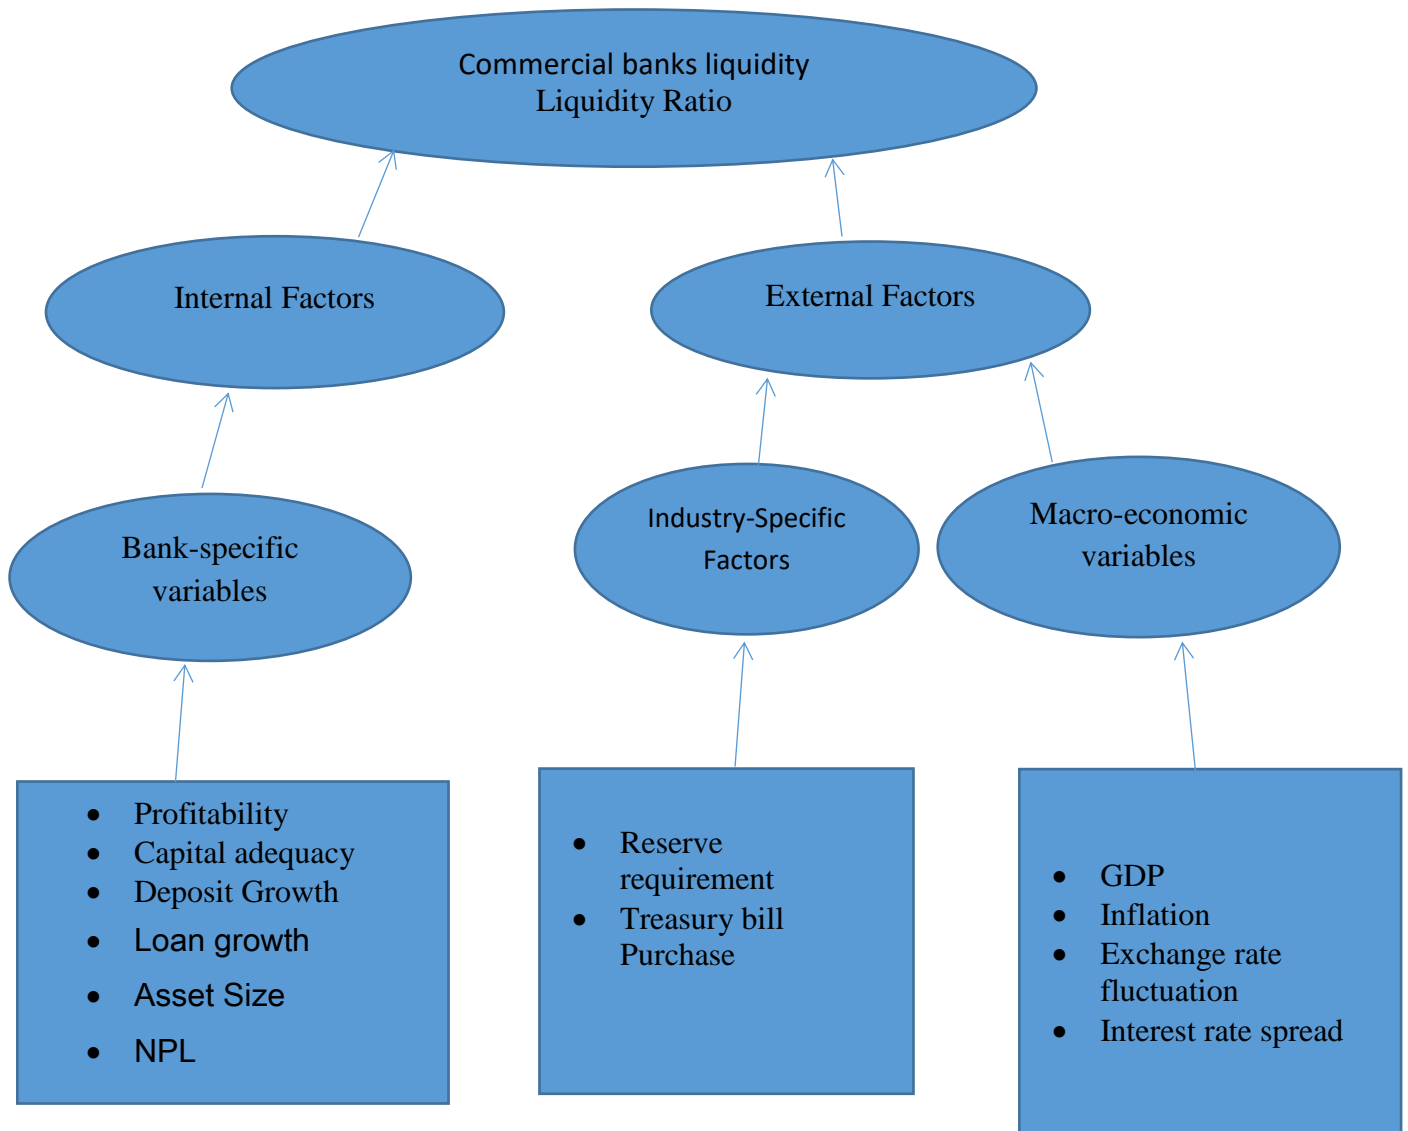 Commercial banks liquidity
Liquidity Ratio
Internal Factors
External Factors
Bank-specific
variables
Industry-Specific
Factors
Macro-economic
variables
• Profitability
• Capital adequacy
• Deposit Growth
• Loan growth
• Asset Size
• NPL
• Reserve
requirement
• Treasury bill
Purchase
• GDP
• Inflation
• Exchange rate
fluctuation
• Interest rate spread